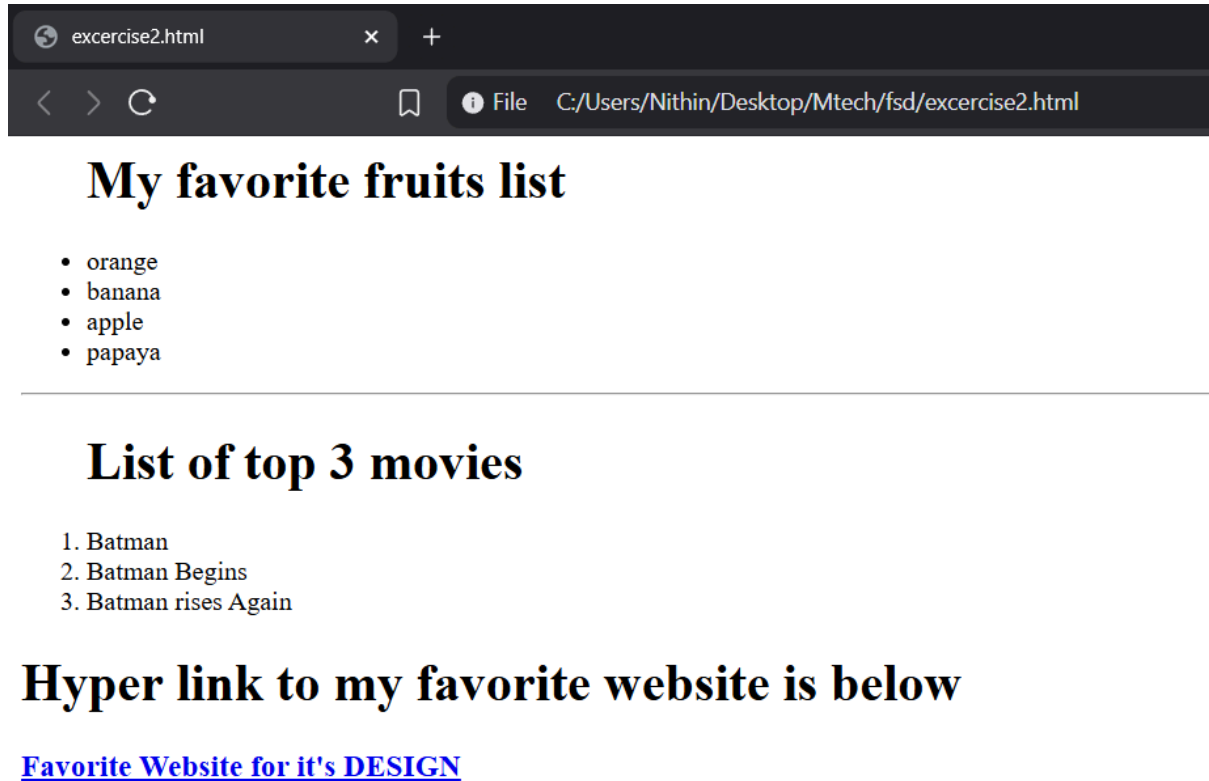 excercise2.html
File C:/Users/Nithin/Desktop/Mtech/fsd/excercise2.html
My favorite fruits list
• orange
• banana
• apple
• papaya
List of top 3 movies
1. Batman
2. Batman Begins
3. Batman rises Again
Hyper link to my favorite website is below
Favorite Website for it's DESIGN